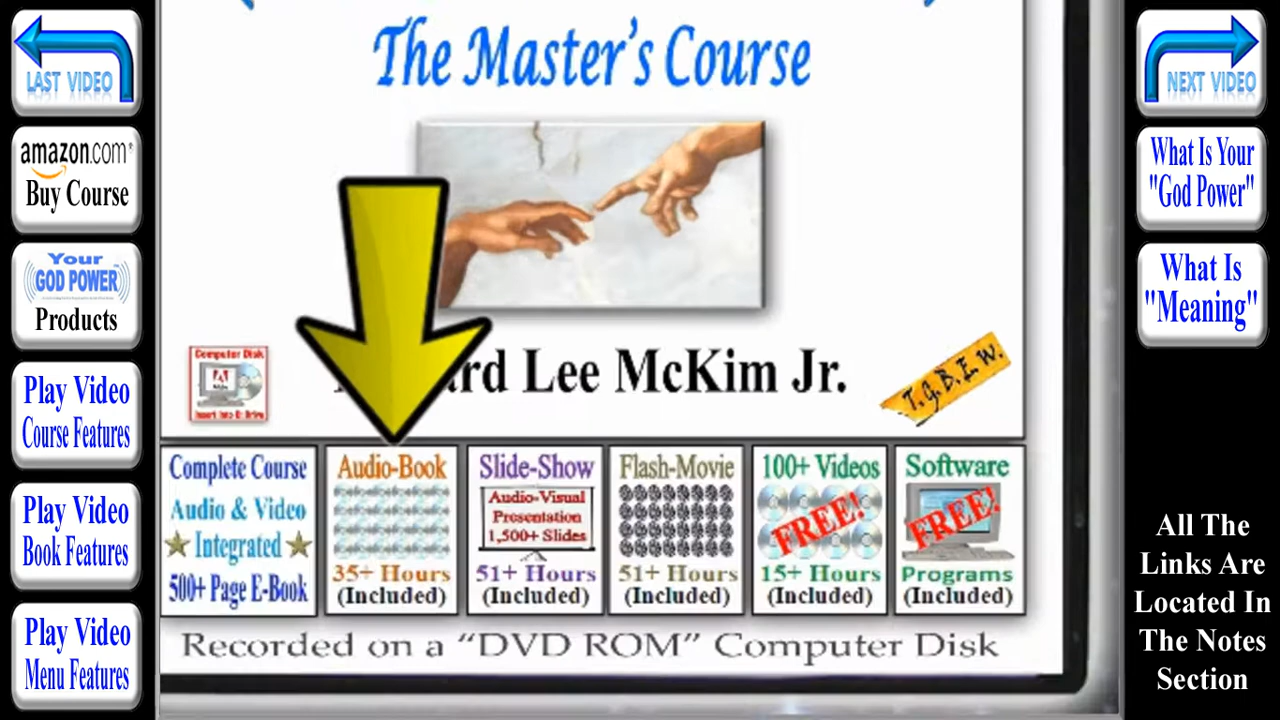 LAST VIDEO
amazon.com
Buy Course
Your
GOD POWER
Products
Play Video
Course Features
Play Video
Book Features
Play Video
Menu Features
The Master's Course
Computer Disk
Insert Into D: Drive
Lee McKim Jr.
T.G.B.E.W.
Complete Course
Audio & Video
Integrated
500+ Page E-Book
Audio-Book
35+ Hours
(Included)
Slide-Show
Audio-Visual
Presentation
1,500+ Slides
51+ Hours
(Included)
Flash-Movie
51+ Hours
(Included)
100+ Videos
FREE!
15+ Hours
(Included)
Software
FREE!
Programs
(Included)
Recorded on a "DVD ROM" Computer Disk
NEXT VIDEO
What Is Your
"God Power"
What Is
"Meaning"
All The
Links Are
Located In
The Notes
Section